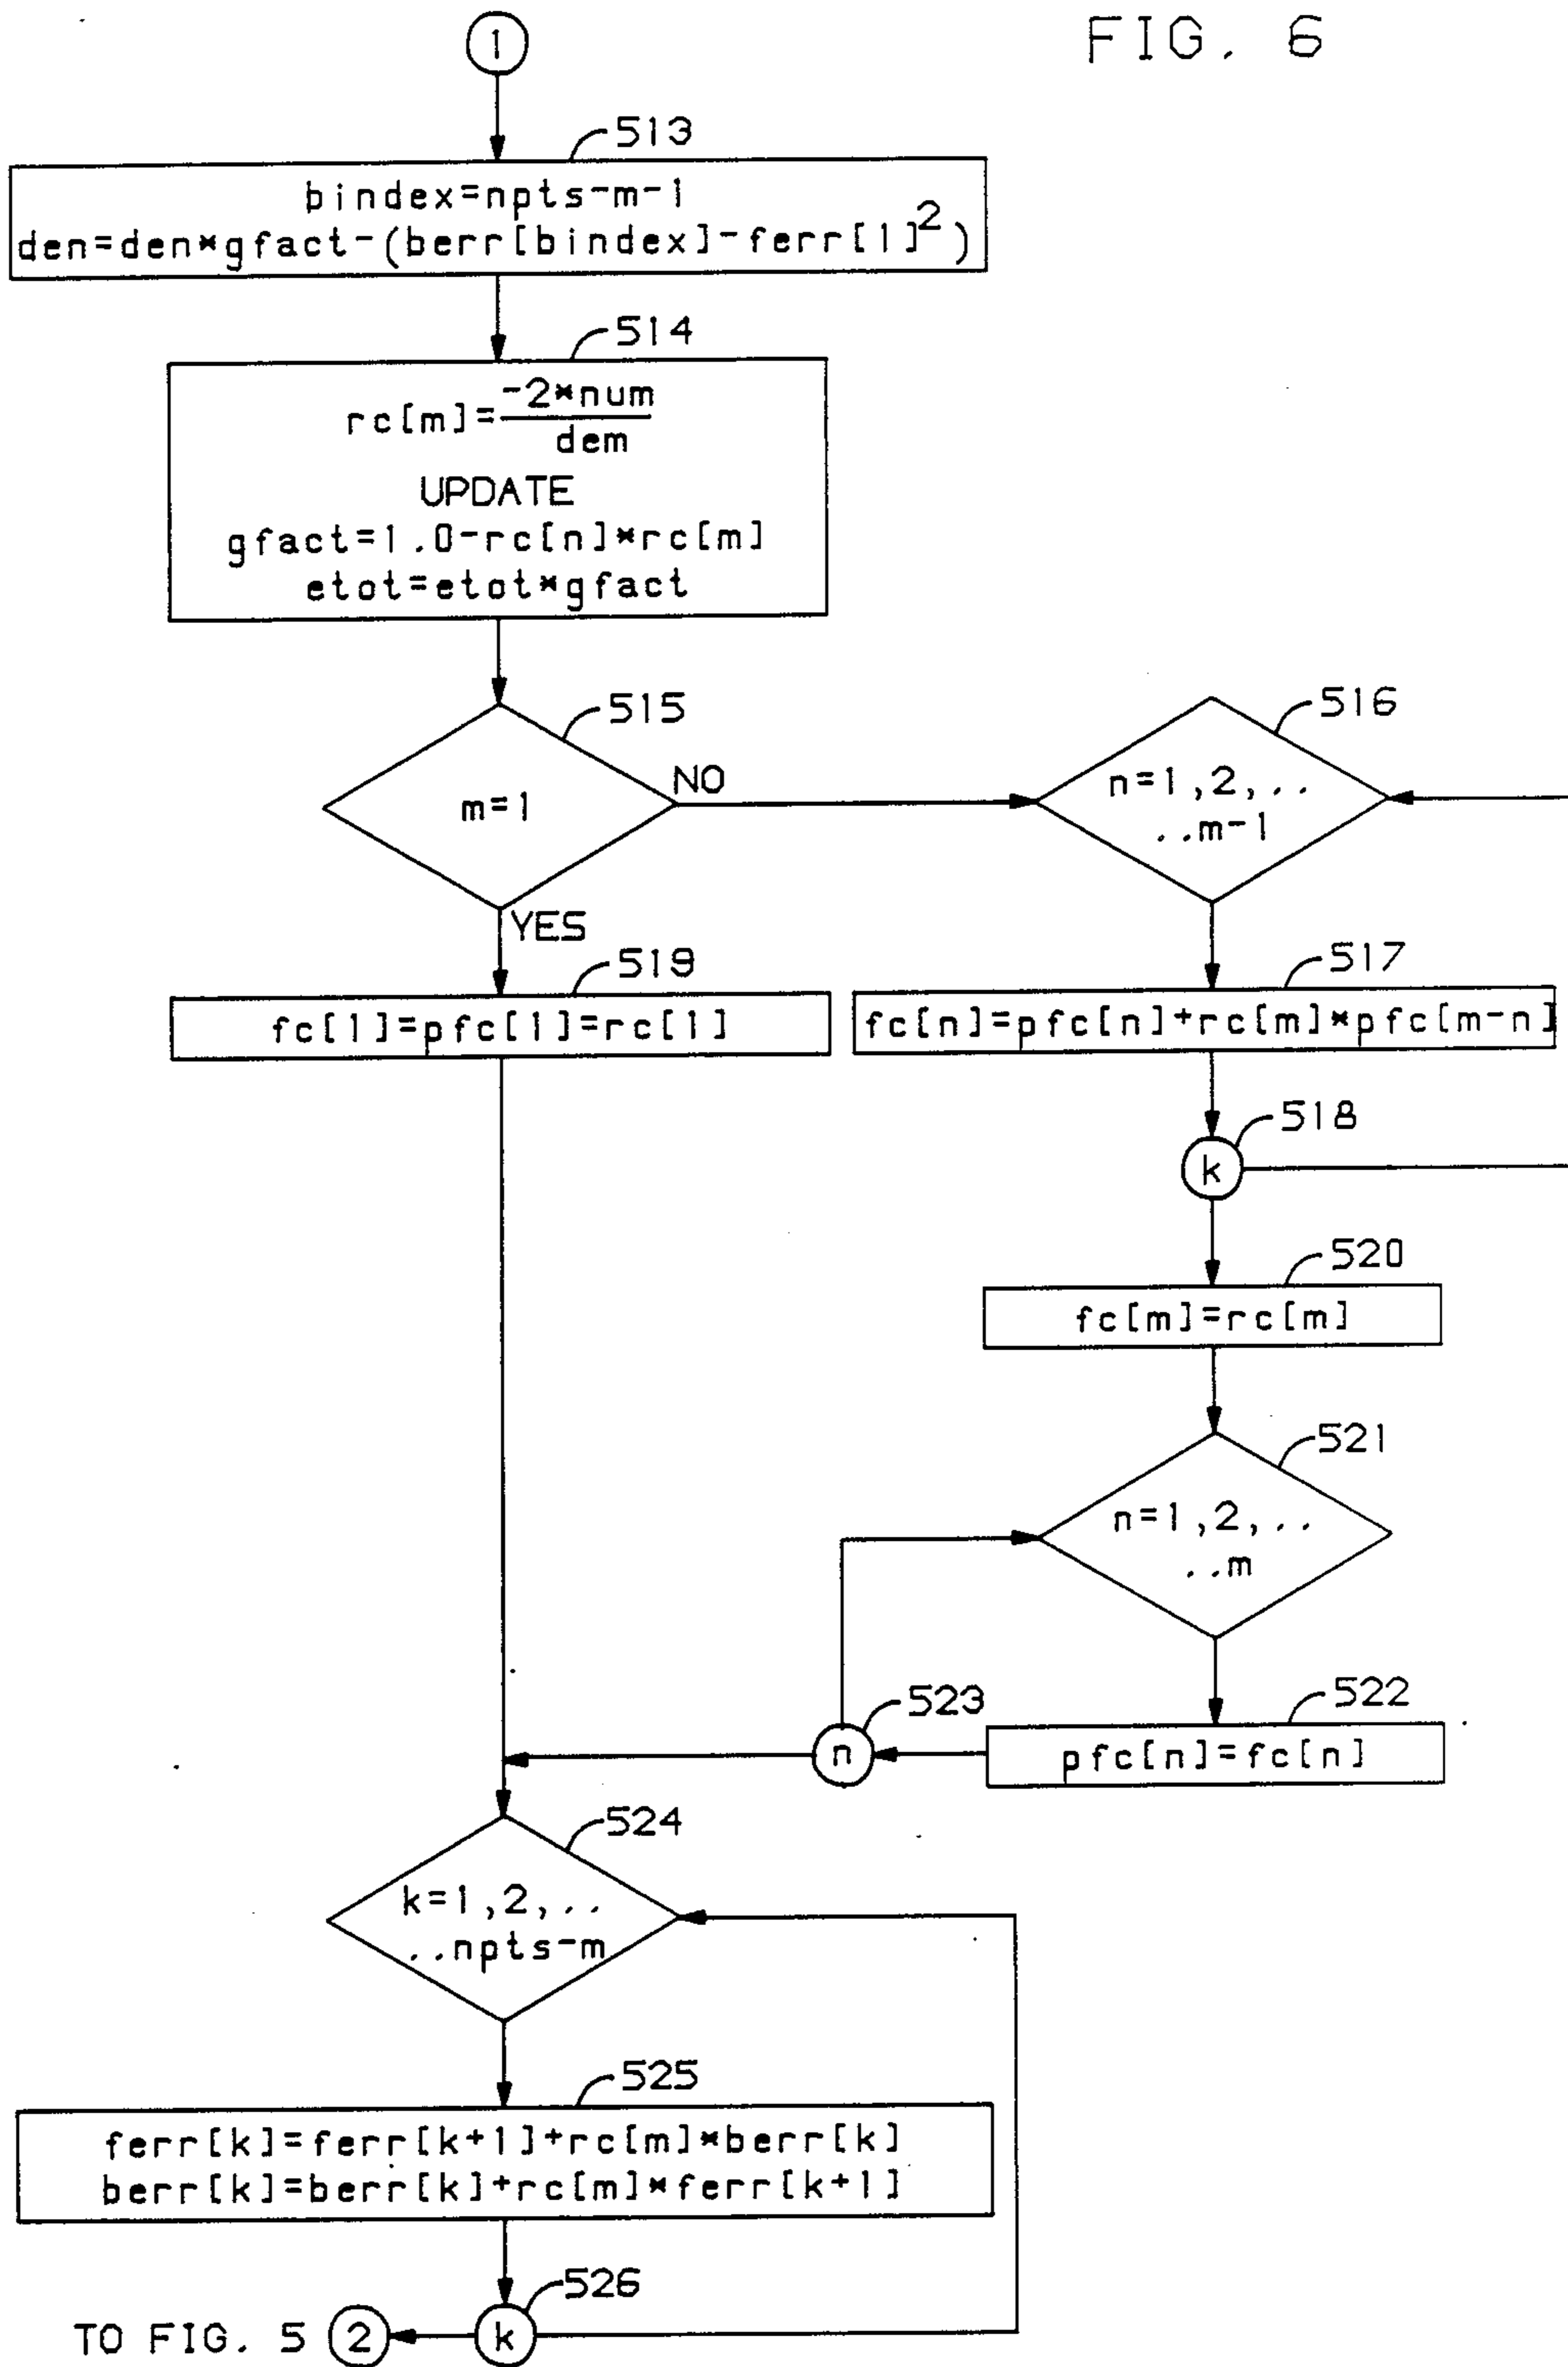 FIG. 6
1
513
bindex=npts-m-1
den=den*gfact-(berr[bindex]-ferr[1]²)
514
rc[m]=-2*num
dem
UPDATE
gfact=1.0-rc[n]*rc[m]
etot=etot*gfact
515
m=1
NO
YES
516
n=1,2,..
..m-1
519
fc[1]=pfc[1]=rc[1]
517
fc[n]=pfc[n]+rc[m]*pfc[m-n]
518
k
520
fc[m]=rc[m]
521
n=1,2,..
..m
522
pfc[n]=fc[n]
523
n
524
k=1,2,..
..npts-m
525
ferr[k]=ferr[k+1]+rc[m]*berr[k]
berr[k]=berr[k]+rc[m]*ferr[k+1]
526
k
TO FIG. 5 2